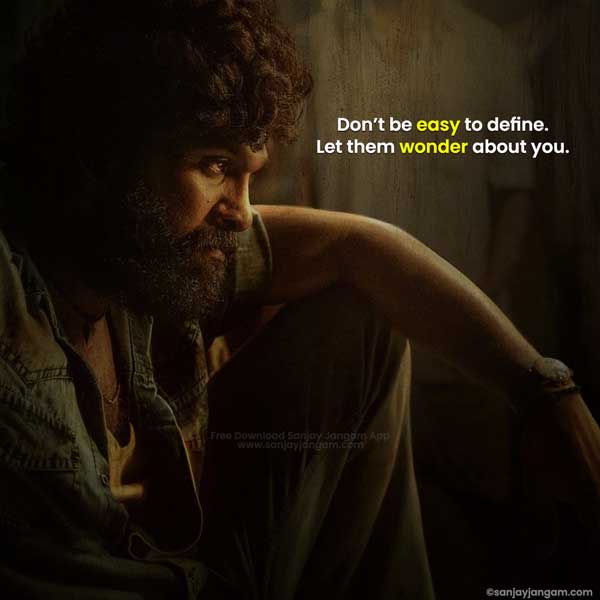 Don’t be easy to define.
Let them wonder about you.
Free Download Sanjay Jangam App
www.sanjayjangam.com
©sanjayjangam.com